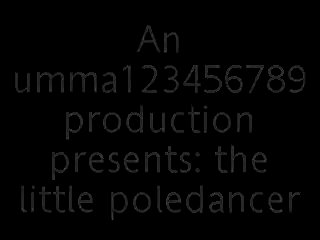 An
umma123456789
production
presents: the
little poledancer